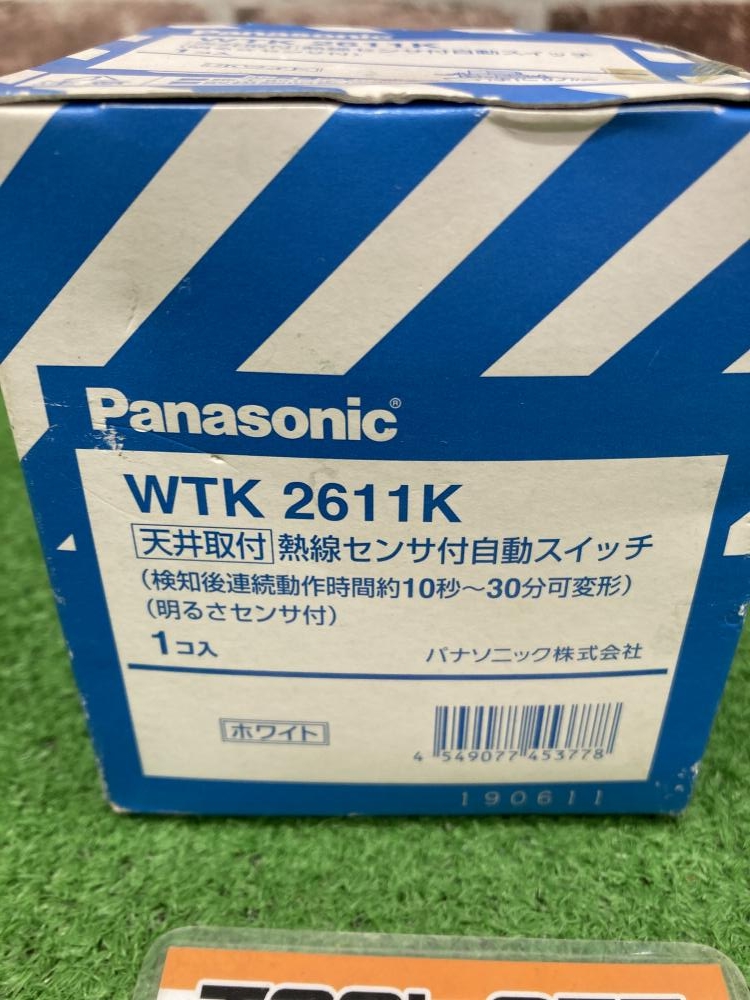 WTK 2611K
Panasonic®
WTK 2611K
天井取付 熱線センサ付自動スイッチ
(検知後連続動作時間約10秒～30分可変形)
(明るさセンサ付)
1コ入 パナソニック株式会社
ホワイト
4 549077 453778
190611